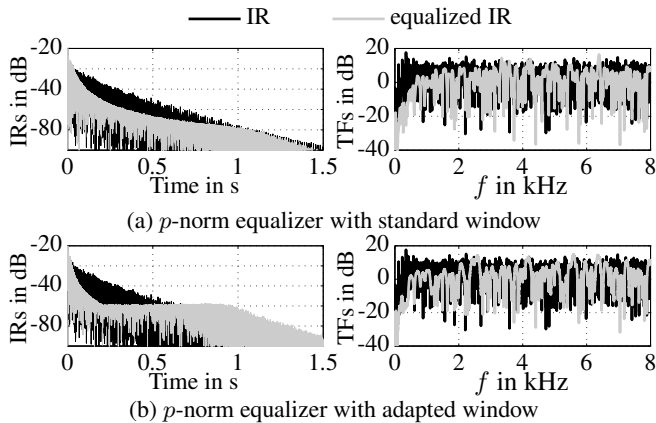 IR equalized IR
IRs in dB
-20
-40
-60
-80
0 0.5 1 1.5
Time in s
TFs in dB
20
0
-20
-40
0 2 4 6 8
f in kHz
(a) p-norm equalizer with standard window
IRs in dB
-20
-40
-60
-80
0 0.5 1 1.5
Time in s
TFs in dB
20
0
-20
-40
0 2 4 6 8
f in kHz
(b) p-norm equalizer with adapted window